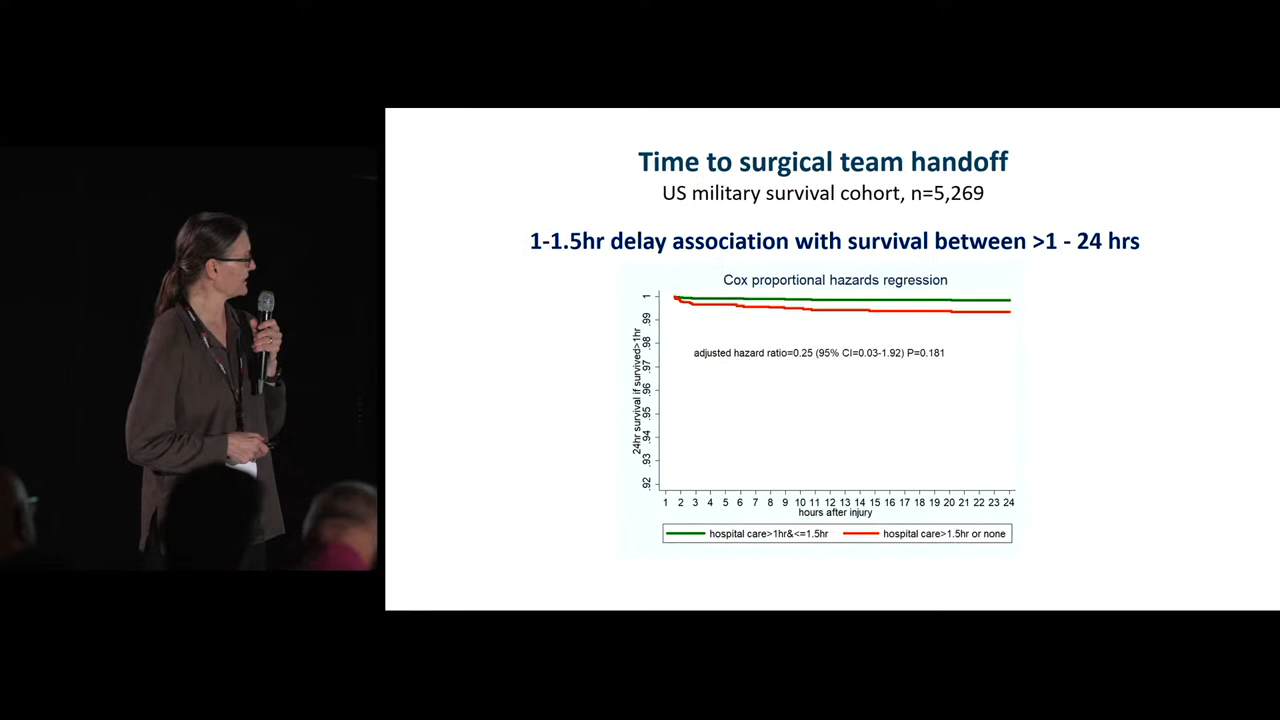 Time to surgical team handoff
US military survival cohort, n=5,269
1-1.5hr delay association with survival between >1 - 24 hrs
Cox proportional hazards regression
24hr survival if survived>1hr
1
.99
.98
.97
.96
.95
.94
.93
.92
adjusted hazard ratio=0.25 (95% CI=0.03-1.92) P=0.181
1 2 3 4 5 6 7 8 9 10 11 12 13 14 15 16 17 18 19 20 21 22 23 24
hours after injury
hospital care>1hr&<=1.5hr hospital care>1.5hr or none